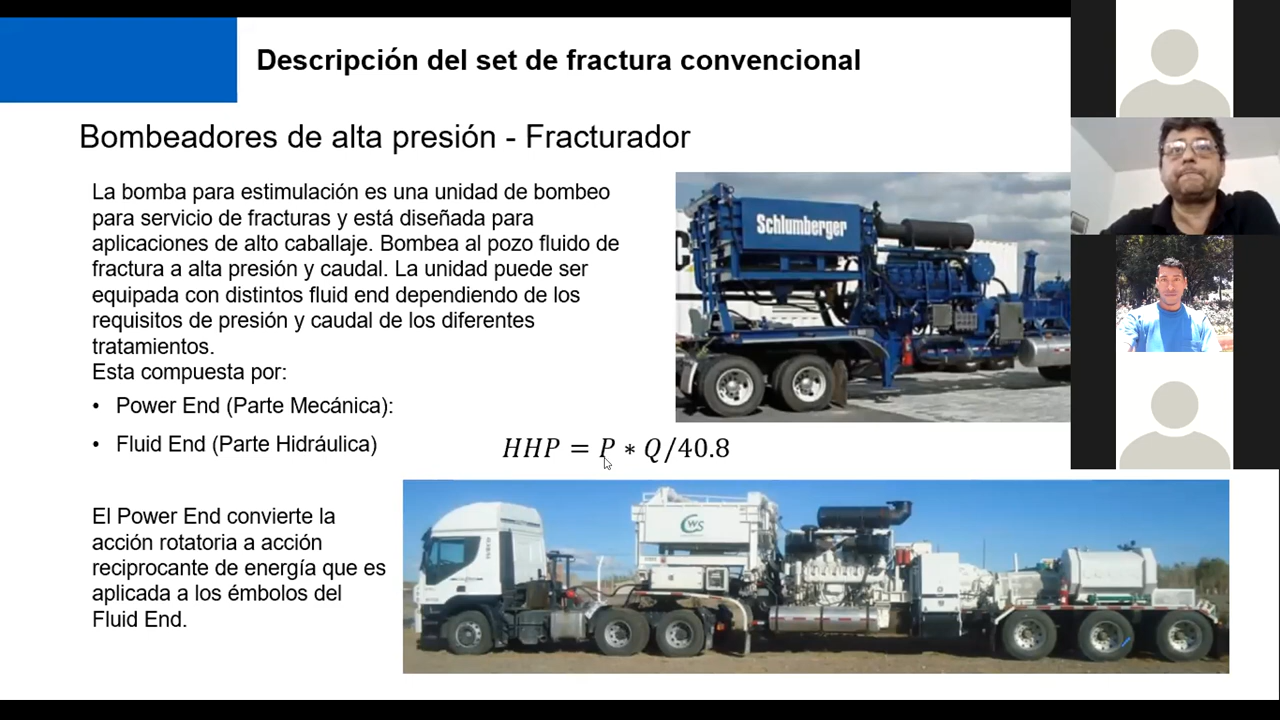 Descripción del set de fractura convencional
Bombeadores de alta presión - Fracturador
La bomba para estimulación es una unidad de bombeo
para servicio de fracturas y está diseñada para
aplicaciones de alto caballaje. Bombea al pozo fluido de
fractura a alta presión y caudal. La unidad puede ser
equipada con distintos fluid end dependiendo de los
requisitos de presión y caudal de los diferentes
tratamientos.
Esta compuesta por:
• Power End (Parte Mecánica):
• Fluid End (Parte Hidráulica)
HHP = P ∗ Q/40.8
El Power End convierte la
acción rotatoria a acción
reciprocante de energía que es
aplicada a los émbolos del
Fluid End.
Schlumberger
WS